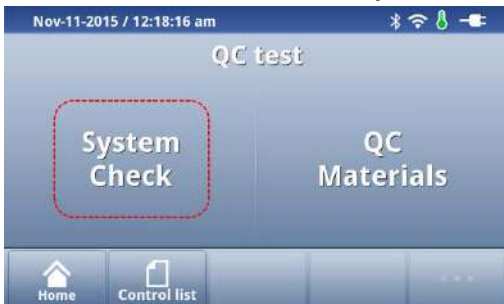 Nov-11-2015 / 12:18:16 am
QC test
System
Check
QC
Materials
Home
Control list